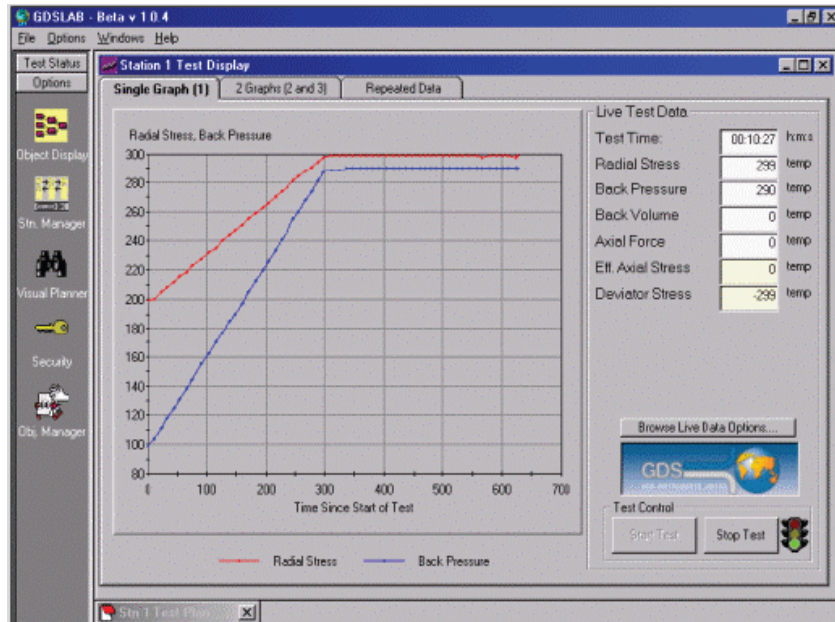 GDSLAB - Beta v 1.0.4
File Options Windows Help
Test Status
Options
Object Display
Stn. Manager
Visual Planner
Security
Obj. Manager
Station 1 Test Display
Single Graph (1) 2 Graphs (2 and 3) Repeated Data
Radial Stress, Back Pressure
300
280
260
240
220
200
180
160
140
120
100
80
0 100 200 300 400 500 600 700
Time Since Start of Test
Radial Stress Back Pressure
Live Test Data
Test Time: 00:10:27 h:m:s
Radial Stress 299 temp
Back Pressure 290 temp
Back Volume 0 temp
Axial Force 0 temp
Eff. Axial Stress 0 temp
Deviator Stress -299 temp
Browse Live Data Options....
GDS
Test Control
Start Test Stop Test
Stn 1 Test Plan